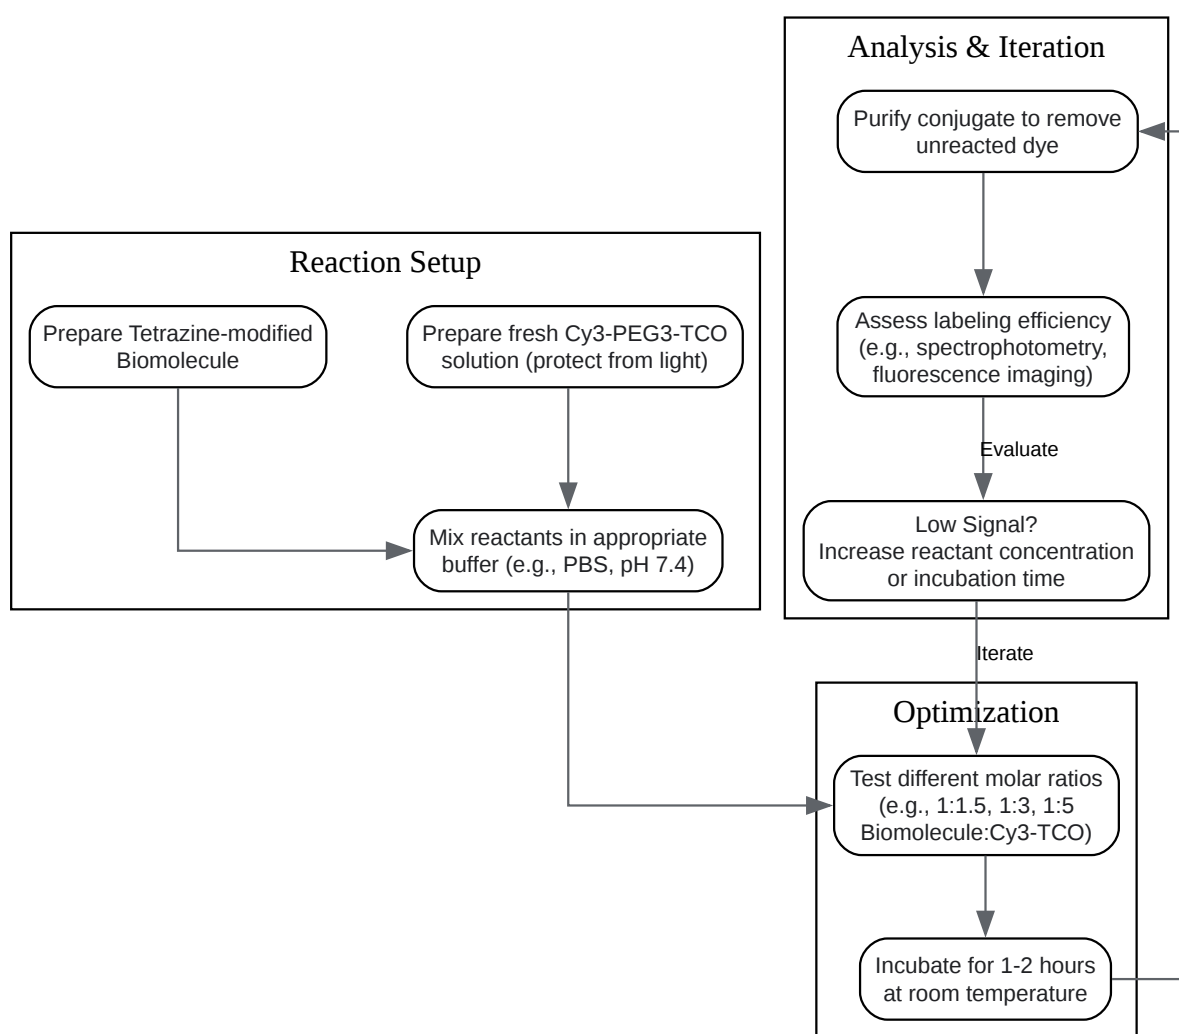 Analysis & Iteration
Purify conjugate to remove
unreacted dye
Reaction Setup
Prepare Tetrazine-modified
Biomolecule
Prepare fresh Cy3-PEG3-TCO
solution (protect from light)
Assess labeling efficiency
(e.g., spectrophotometry,
fluorescence imaging)
Evaluate
Mix reactants in appropriate
buffer (e.g., PBS, pH 7.4)
Low Signal?
Increase reactant concentration
or incubation time
Iterate
Optimization
Test different molar ratios
(e.g., 1:1.5, 1:3, 1:5
Biomolecule:Cy3-TCO)
Incubate for 1-2 hours
at room temperature